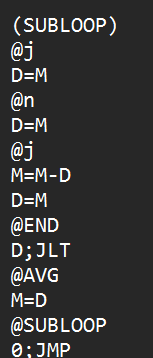 (SUBLOOP)
@j
D=M
@n
D=M
@j
M=M-D
D=M
@END
D;JLT
@AVG
M=D
@SUBLOOP
0;JMP